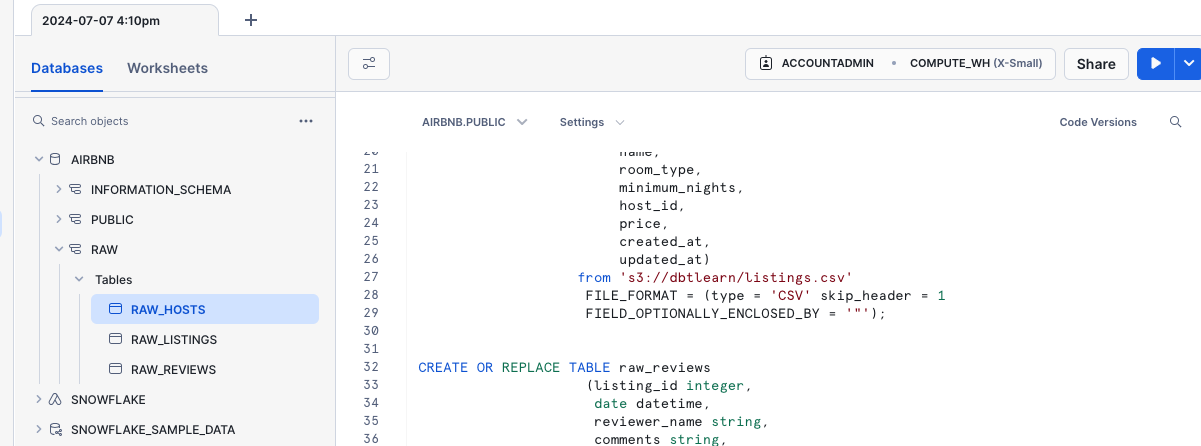 2024-07-07 4:10pm
Databases
Worksheets
ACCOUNTADMIN
COMPUTE_WH (X-Small)
Share
Search objects
AIRBNB
INFORMATION_SCHEMA
PUBLIC
RAW
Tables
RAW_HOSTS
RAW_LISTINGS
RAW_REVIEWS
SNOWFLAKE
SNOWFLAKE_SAMPLE_DATA
AIRBNB.PUBLIC
Settings
Code Versions
20 name,
21 room_type,
22 minimum_nights,
23 host_id,
24 price,
25 created_at,
26 updated_at)
27 from 's3://dbtlearn/listings.csv'
28 FILE_FORMAT = (type = 'CSV' skip_header = 1
29 FIELD_OPTIONALLY_ENCLOSED_BY = '"');
30
31
32 CREATE OR REPLACE TABLE raw_reviews
33 (listing_id integer,
34 date datetime,
35 reviewer_name string,
36 comments string,